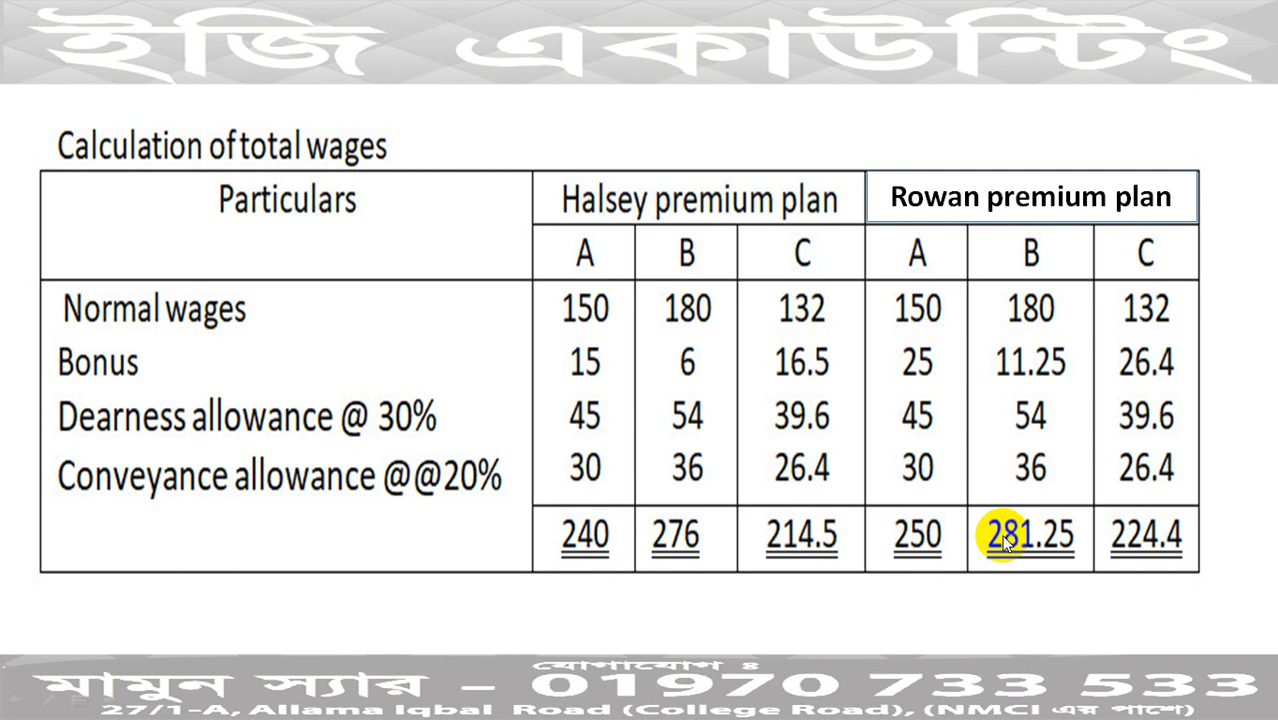 ইজি একাউন্টিং
Calculation of total wages
Particulars Halsey premium plan Rowan premium plan
A B C A B C
Normal wages 150 180 132 150 180 132
Bonus 15 6 16.5 25 11.25 26.4
Dearness allowance @ 30% 45 54 39.6 45 54 39.6
Conveyance allowance @@20% 30 36 26.4 30 36 26.4
240 276 214.5 250 281.25 224.4
যোগাযোগ ঃ
মামুন স্যার – 01970 733 533
27/1-A, Allama Iqbal Road (College Road), (NMCI এর পাশে)